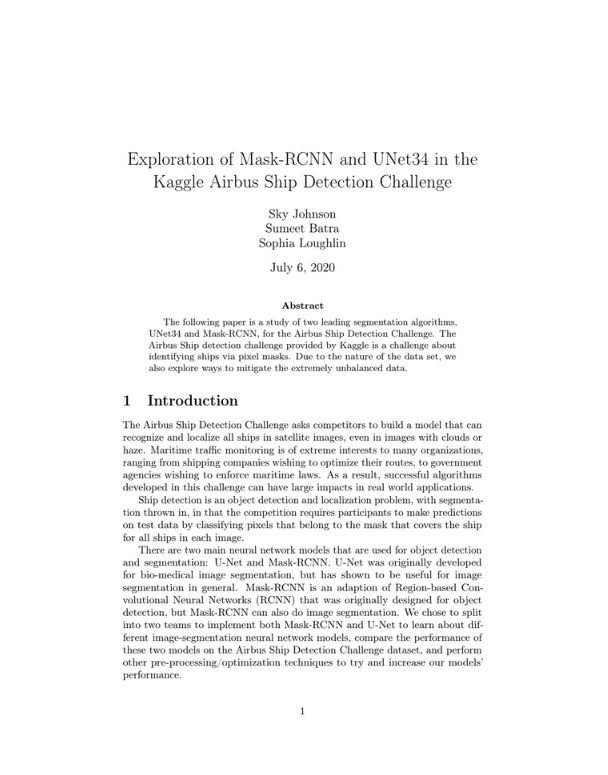 Exploration of Mask-RCNN and UNet34 in the
Kaggle Airbus Ship Detection Challenge
Sky Johnson
Sumeet Batra
Sophia Loughlin
July 6, 2020
Abstract
The following paper is a study of two leading segmentation algorithms,
UNet34 and Mask-RCNN, for the Airbus Ship Detection Challenge. The
Airbus Ship detection challenge provided by Kaggle is a challenge about
identifying ships via pixel masks. Due to the nature of the data set, we
also explore ways to mitigate the extremely unbalanced data.
1 Introduction
The Airbus Ship Detection Challenge asks competitors to build a model that can
recognize and localize all ships in satellite images, even in images with clouds or
haze. Maritime traffic monitoring is of extreme interests to many organizations,
ranging from shipping companies wishing to optimize their routes, to government
agencies wishing to enforce maritime laws. As a result, successful algorithms
developed in this challenge can have large impacts in real world applications.
Ship detection is an object detection and localization problem, with segmenta-
tion thrown in, in that the competition requires participants to make predictions
on test data by classifying pixels that belong to the mask that covers the ship
for all ships in each image.
There are two main neural network models that are used for object detection
and segmentation: U-Net and Mask-RCNN. U-Net was originally developed
for bio-medical image segmentation, but has shown to be useful for image
segmentation in general. Mask-RCNN is an adaption of Region-based Con-
volutional Neural Networks (RCNN) that was originally designed for object
detection, but Mask-RCNN can also do image segmentation. We chose to split
into two teams to implement both Mask-RCNN and U-Net to learn about dif-
ferent image-segmentation neural network models, compare the performance of
these two models on the Airbus Ship Detection Challenge dataset, and perform
other pre-processing/optimization techniques to try and increase our models'
performance.
1